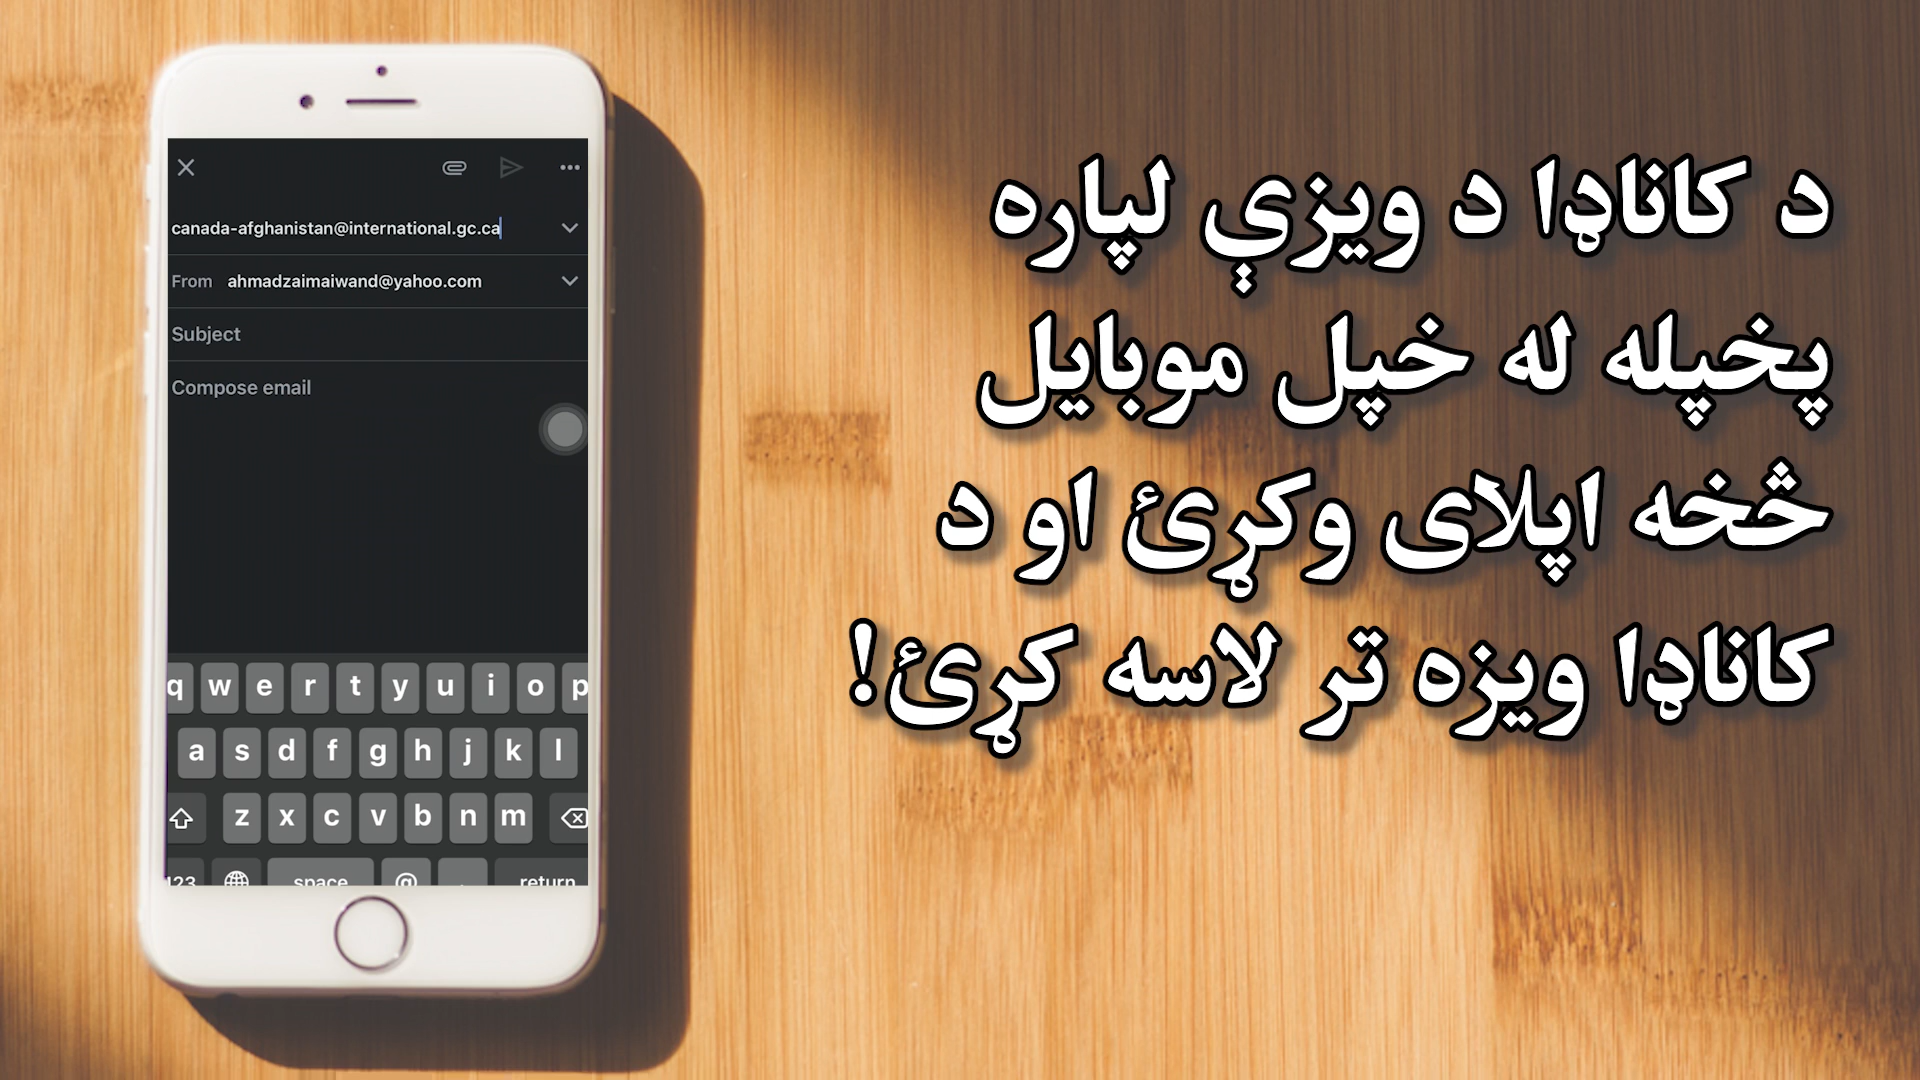 canada-afghanistan@international.gc.ca
From ahmadzaimaiwand@yahoo.com
Subject
Compose email
q w e r t y u i o p
a s d f g h j k l
z x c v b n m
123 space @ . return
د کاناډا د ویزې لپاره
پخپله له خپل موبایل
څخه اپلای وکړئ او د
کاناډا ویزه تر لاسه کړئ!